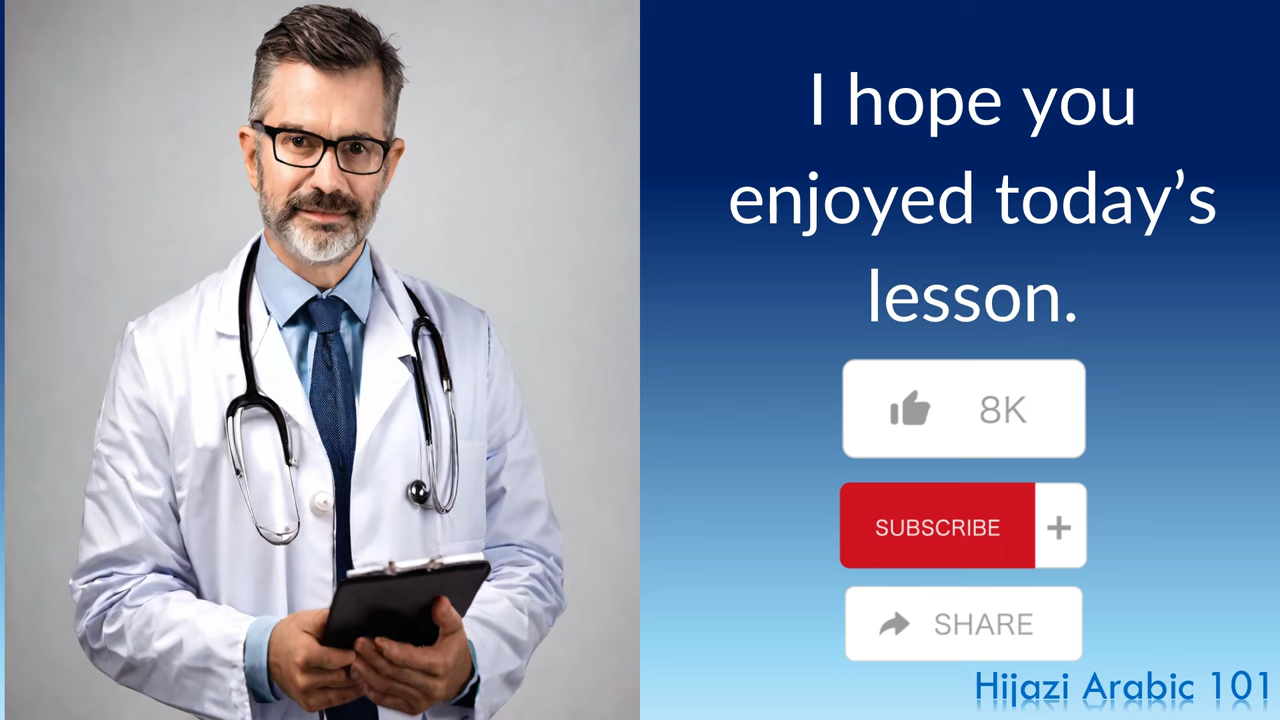 I hope you
enjoyed today’s
lesson.
8K
SUBSCRIBE
SHARE
Hijazi Arabic 101